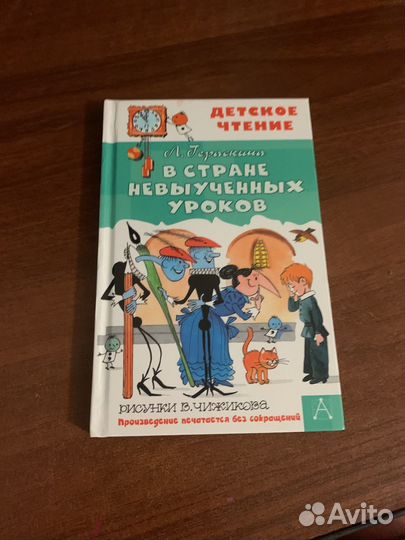 ДЕТСКОЕ
ЧТЕНИЕ
Л. Гераскина
В СТРАНЕ
НЕВЫУЧЕННЫХ
УРОКОВ
РИСУНКИ В.ЧИЖИКОВА
Произведение печатается без сокращений
А
Avito